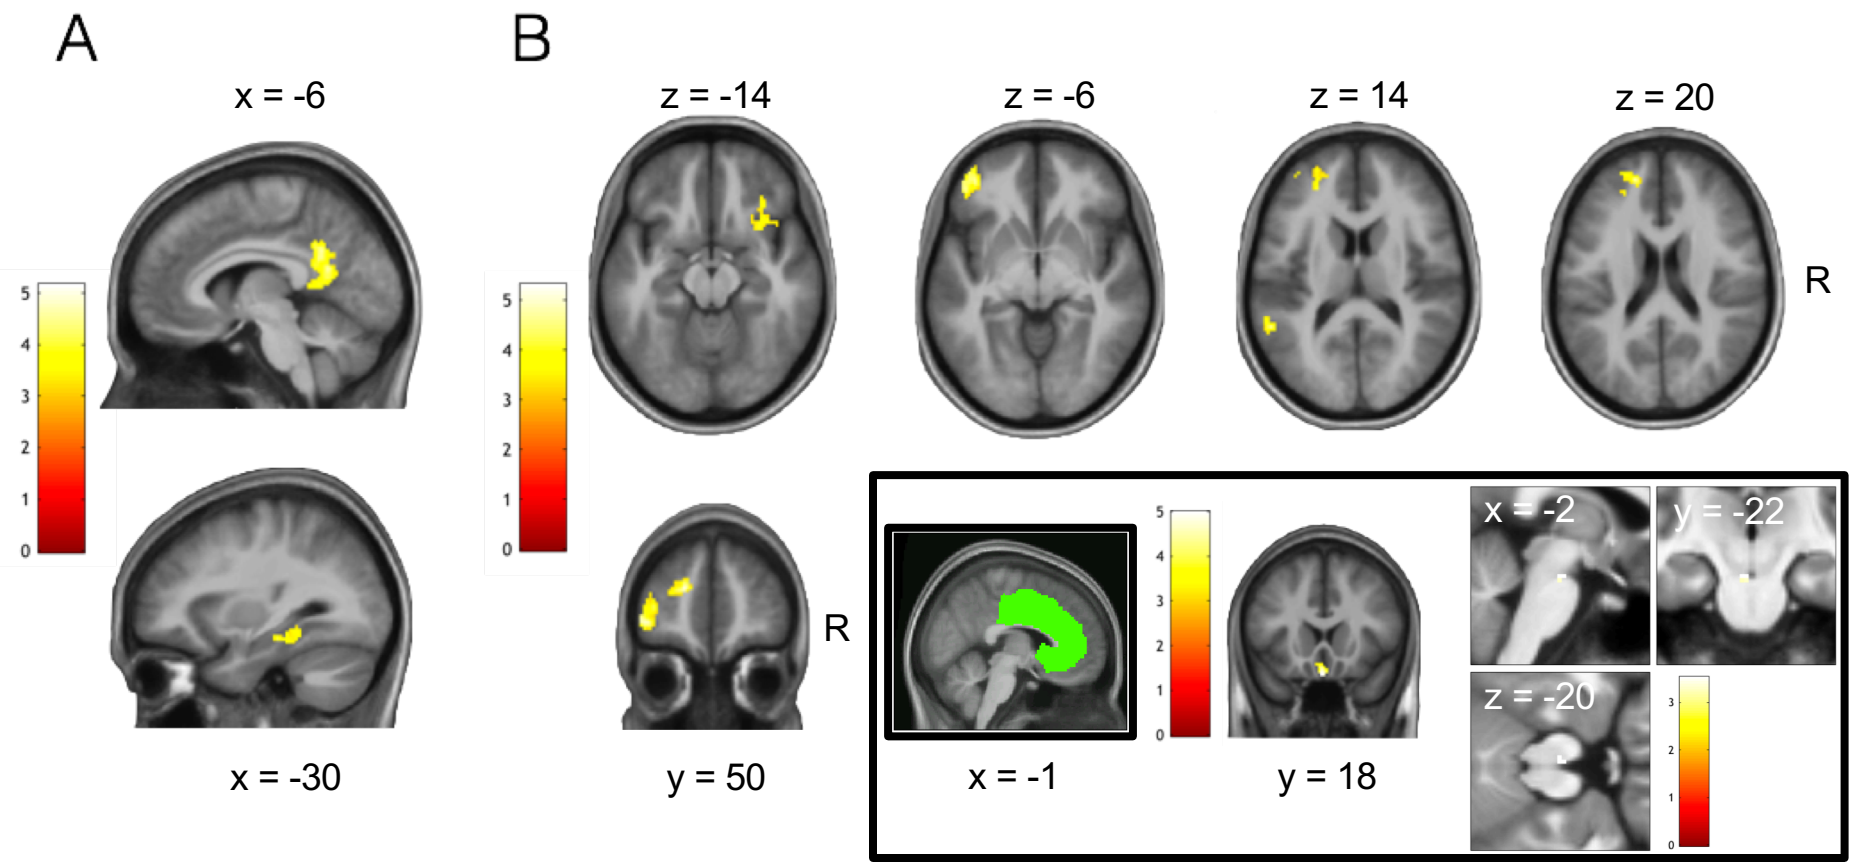 A
B
x = -6
z = -14
z = -6
z = 14
z = 20
R
5
4
3
2
1
0
5
4
3
2
1
0
x = -30
y = 50
R
x = -1
5
4
3
2
1
0
y = 18
x = -2
y = -22
z = -20
3
2
1
0